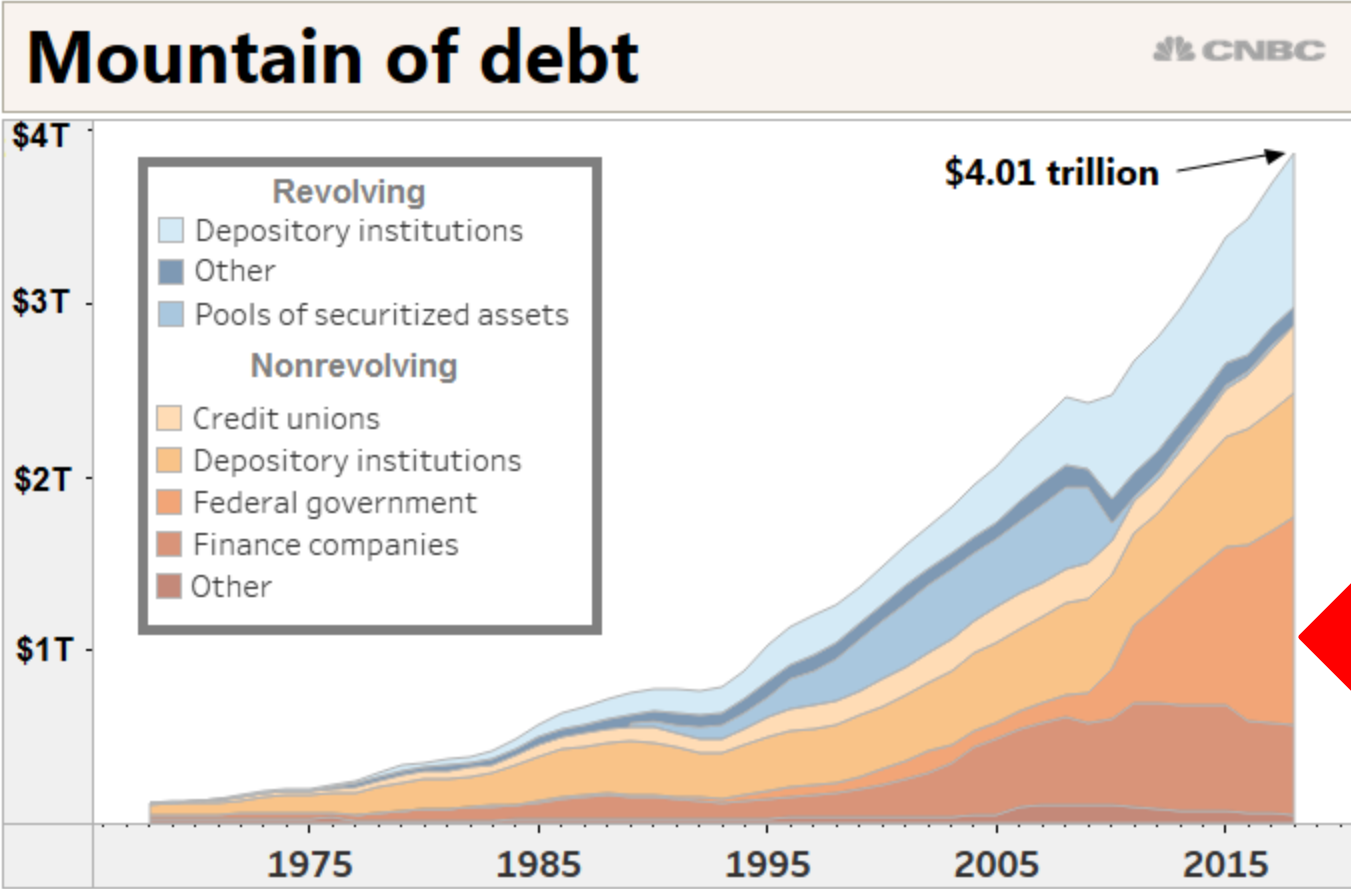 Mountain of debt
CNBC
$4T
$4.01 trillion
Revolving
Depository institutions
Other
$3T
Pools of securitized assets
Nonrevolving
Credit unions
Depository institutions
$2T
Federal government
Finance companies
Other
$1T
1975 1985 1995 2005 2015